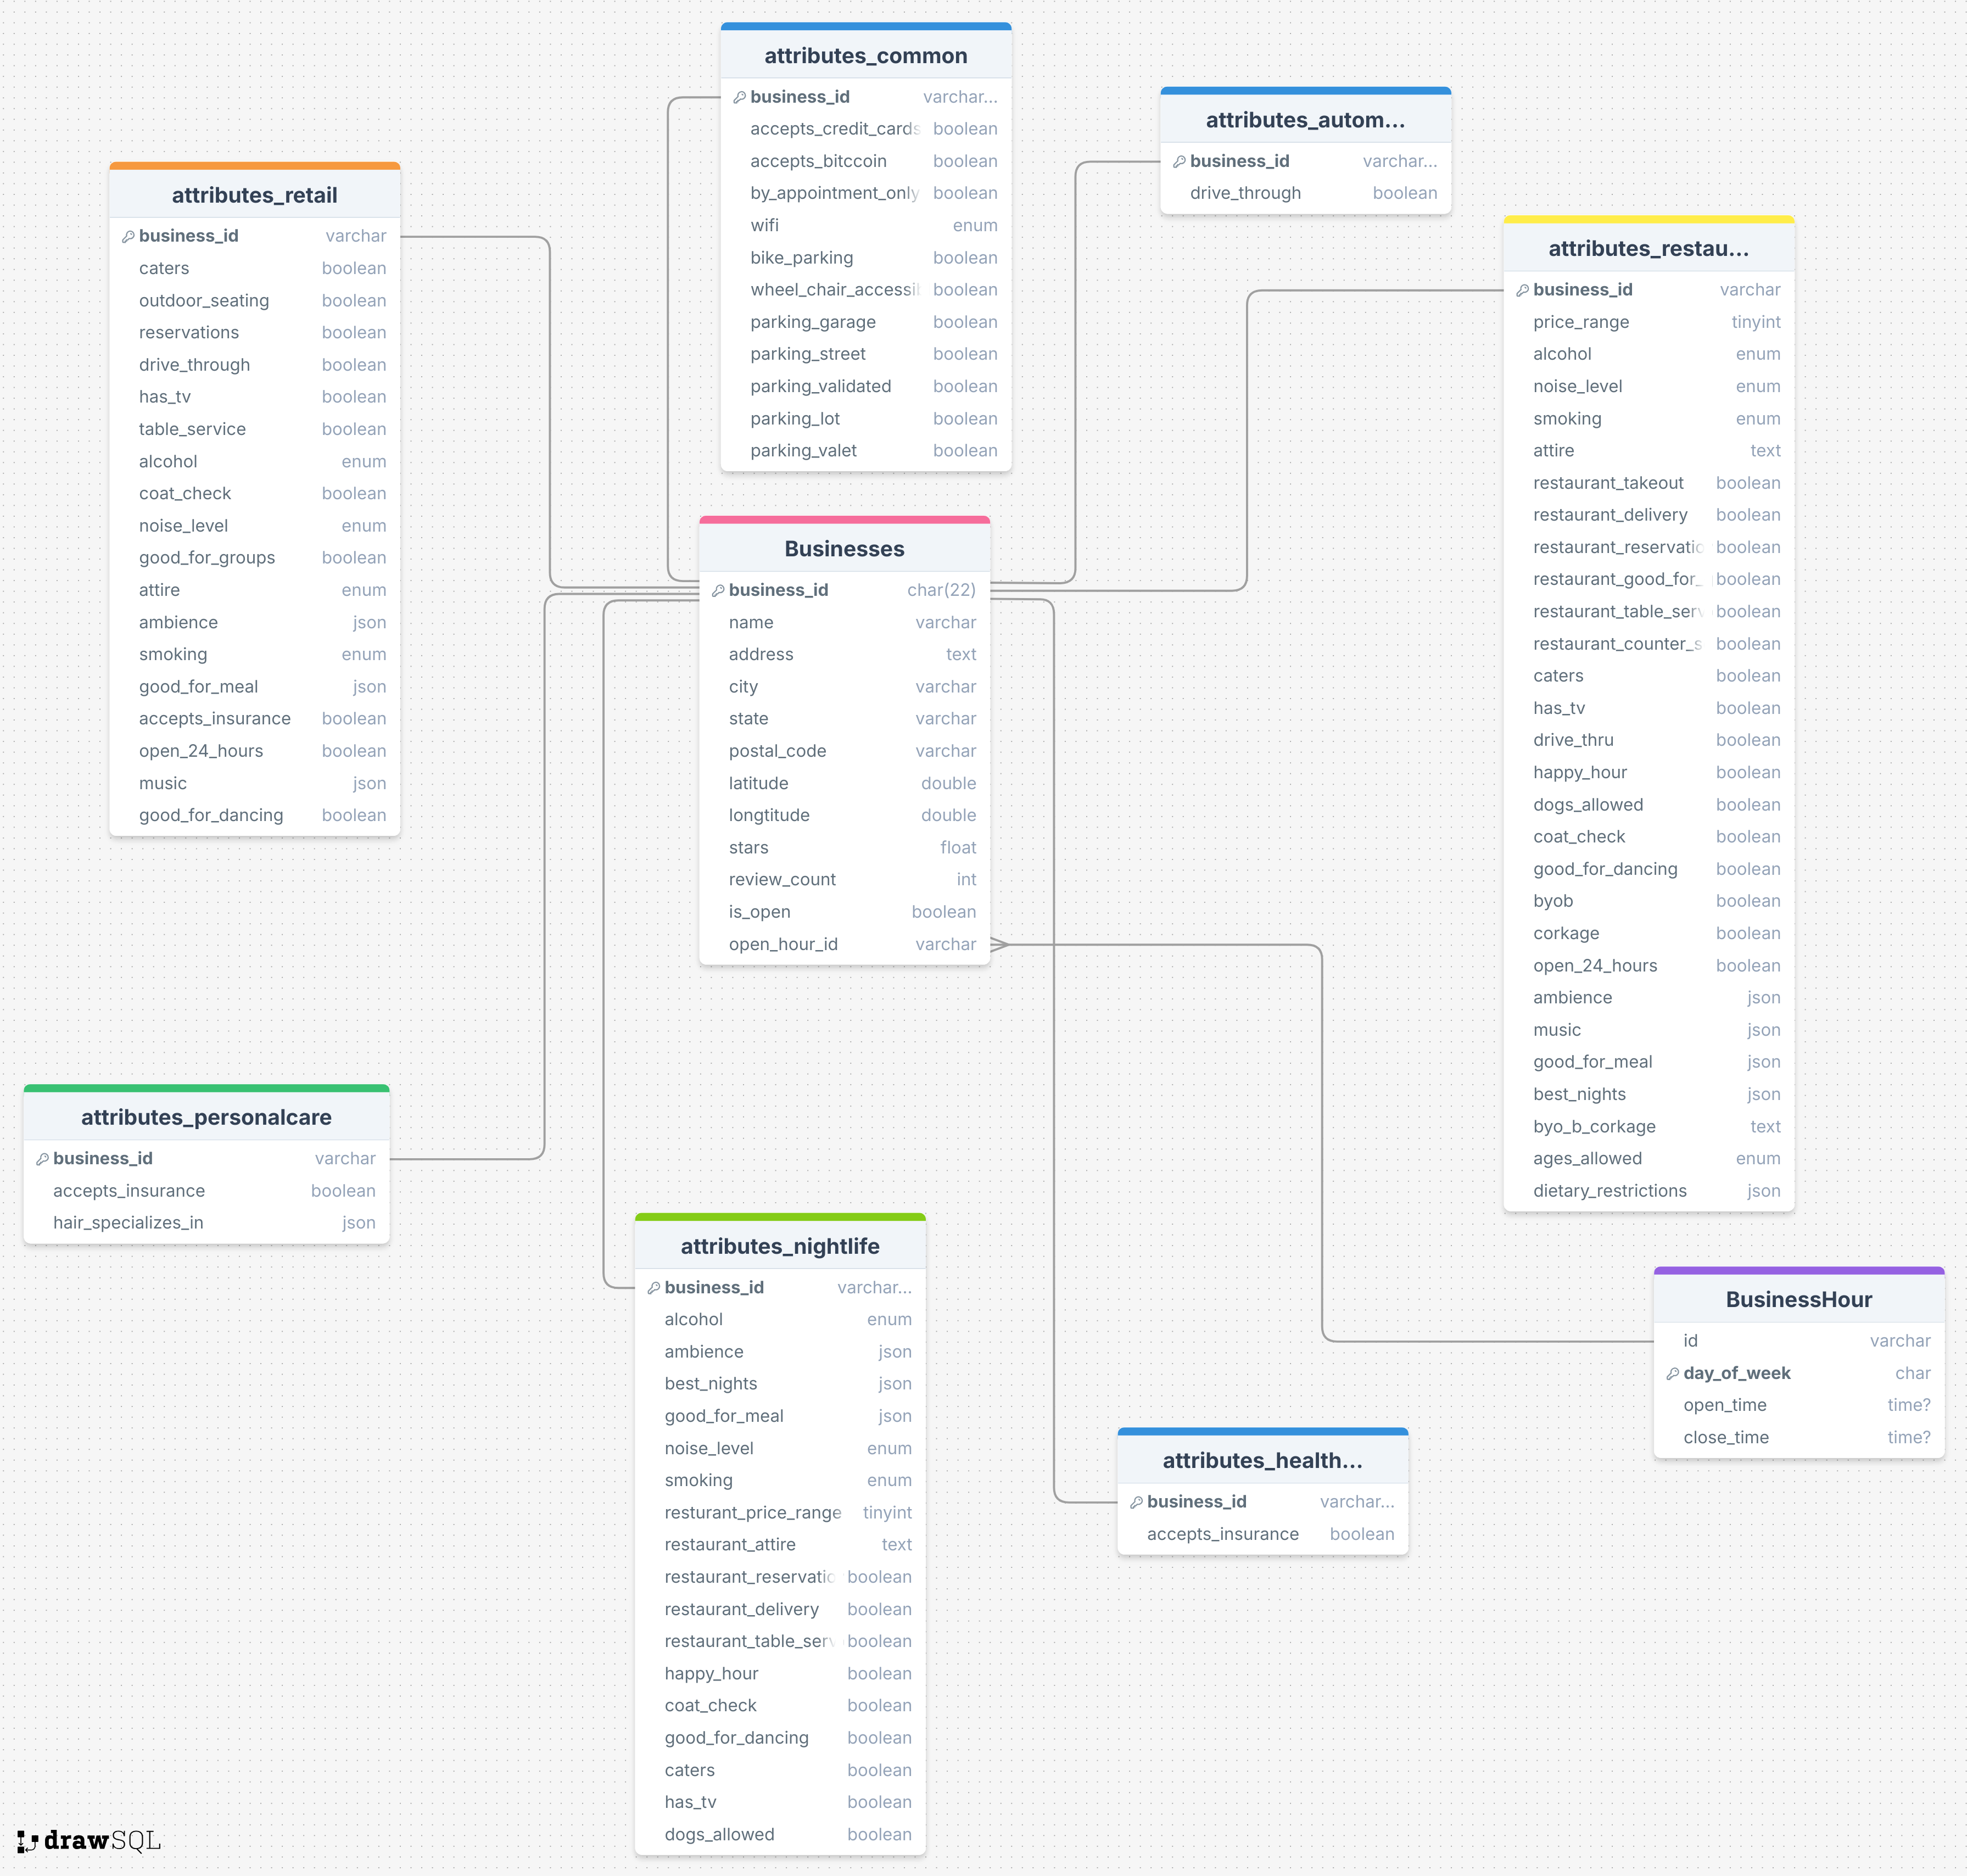 attributes_common
business_id varchar...
accepts_credit_cards boolean
accepts_bitccoin boolean
by_appointment_only boolean
wifi enum
bike_parking boolean
wheel_chair_accessi boolean
parking_garage boolean
parking_street boolean
parking_validated boolean
parking_lot boolean
parking_valet boolean
attributes_autom...
business_id varchar...
drive_through boolean
attributes_retail
business_id varchar
caters boolean
outdoor_seating boolean
reservations boolean
drive_through boolean
has_tv boolean
table_service boolean
alcohol enum
coat_check boolean
noise_level enum
good_for_groups boolean
attire enum
ambience json
smoking enum
good_for_meal json
accepts_insurance boolean
open_24_hours boolean
music json
good_for_dancing boolean
attributes_restau...
business_id varchar
price_range tinyint
alcohol enum
noise_level enum
smoking enum
attire text
restaurant_takeout boolean
restaurant_delivery boolean
restaurant_reservatic boolean
restaurant_good_for_ boolean
restaurant_table_serv boolean
restaurant_counter_s boolean
caters boolean
has_tv boolean
drive_thru boolean
happy_hour boolean
dogs_allowed boolean
coat_check boolean
good_for_dancing boolean
byob boolean
corkage boolean
open_24_hours boolean
ambience json
music json
good_for_meal json
best_nights json
byo_b_corkage text
ages_allowed enum
dietary_restrictions json
Businesses
business_id char(22)
name varchar
address text
city varchar
state varchar
postal_code varchar
latitude double
longtitude double
stars float
review_count int
is_open boolean
open_hour_id varchar
attributes_personalcare
business_id varchar
accepts_insurance boolean
hair_specializes_in json
attributes_nightlife
business_id varchar...
alcohol enum
ambience json
best_nights json
good_for_meal json
noise_level enum
smoking enum
resturant_price_range tinyint
restaurant_attire text
restaurant_reservatic boolean
restaurant_delivery boolean
restaurant_table_serv boolean
happy_hour boolean
coat_check boolean
good_for_dancing boolean
caters boolean
has_tv boolean
dogs_allowed boolean
BusinessHour
id varchar
day_of_week char
open_time time?
close_time time?
attributes_health...
business_id varchar...
accepts_insurance boolean
drawSQL